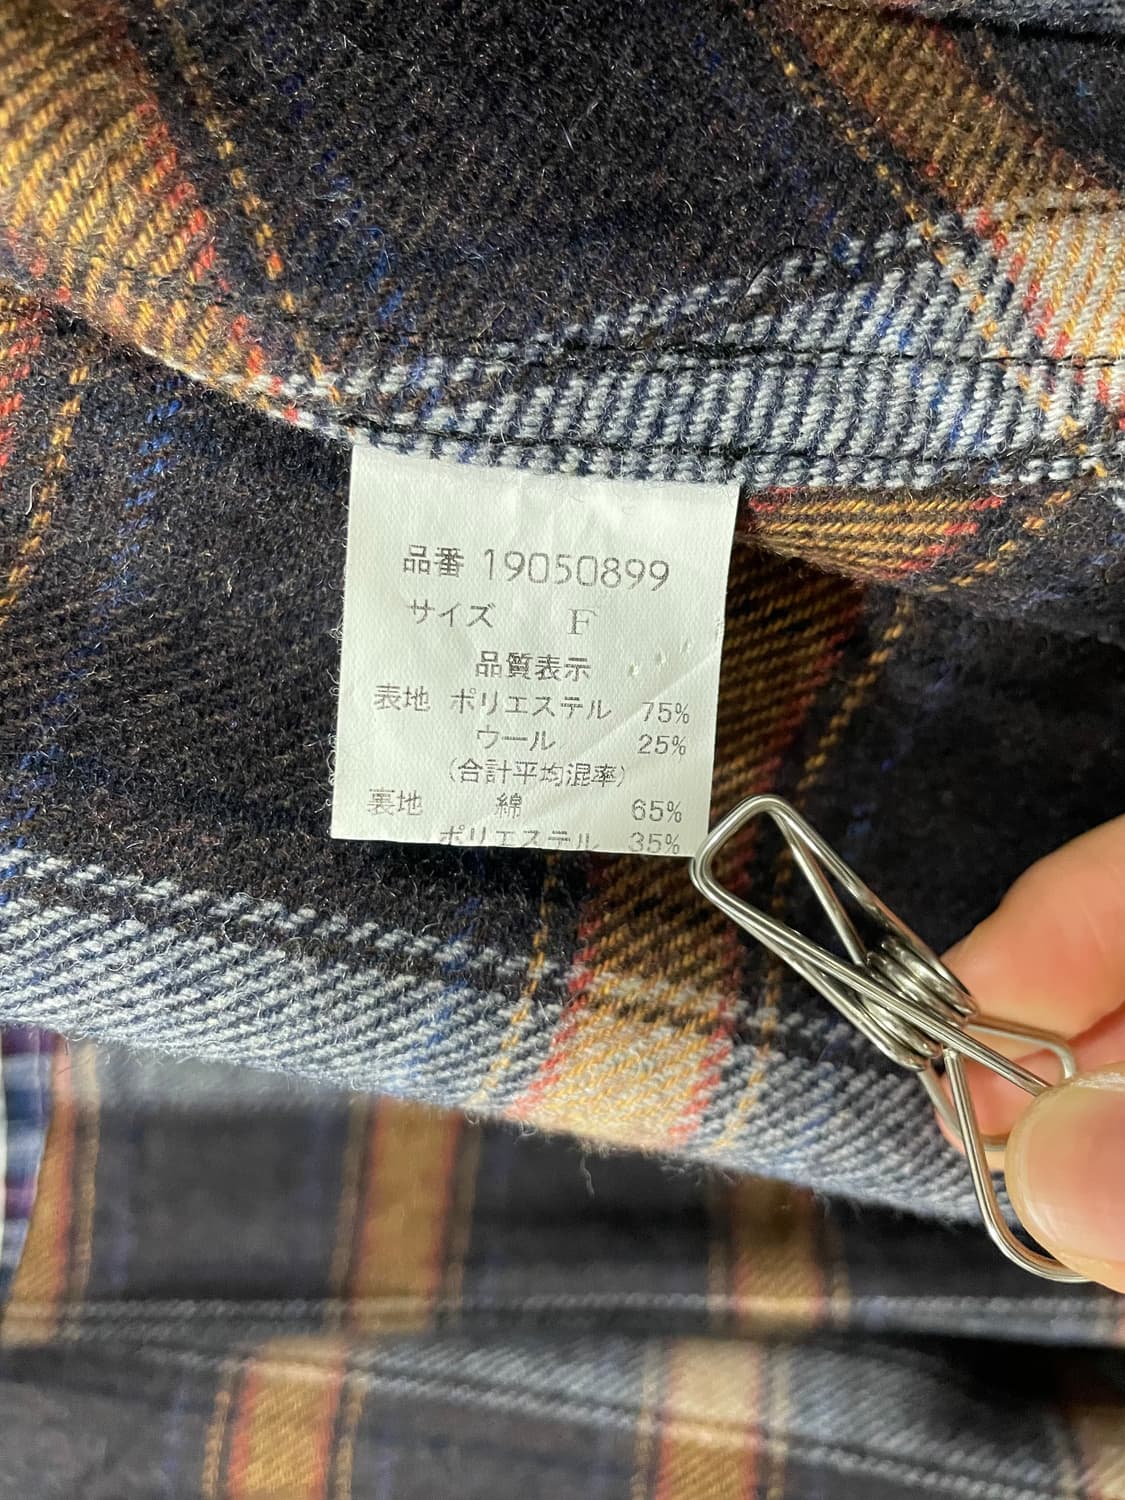 品番 19050899
サイズ F
品質表示
表地 ポリエステル 75%
ウール 25%
(合計平均混率)
裏地 綿 65%
ポリエステル 35%